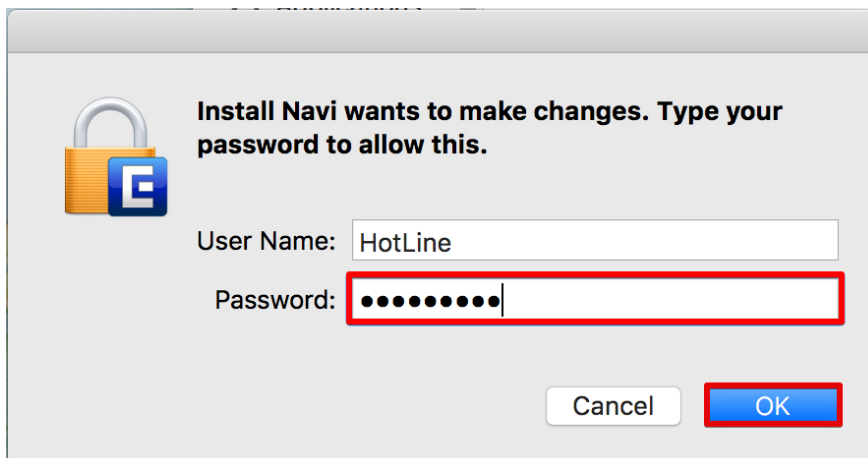 Install Navi wants to make changes. Type your
password to allow this.
User Name: HotLine
Password: •••••••••
Cancel OK